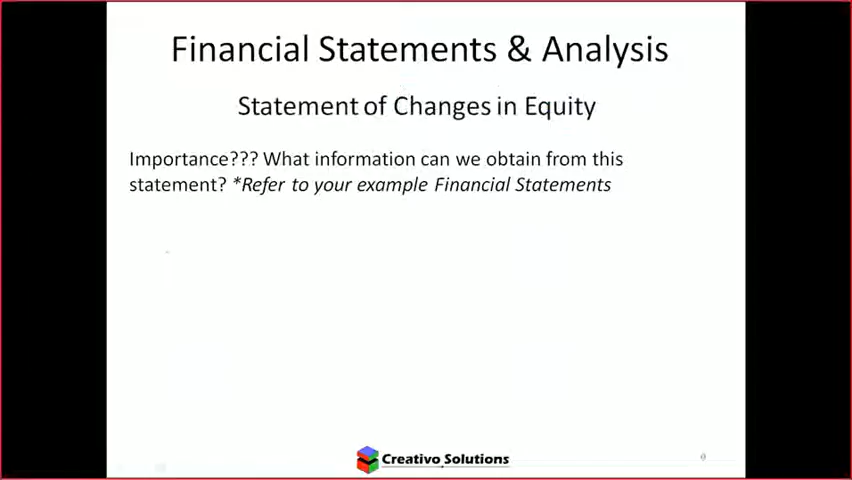 Financial Statements & Analysis
Statement of Changes in Equity
Importance??? What information can we obtain from this
statement? *Refer to your example Financial Statements
Creativo Solutions